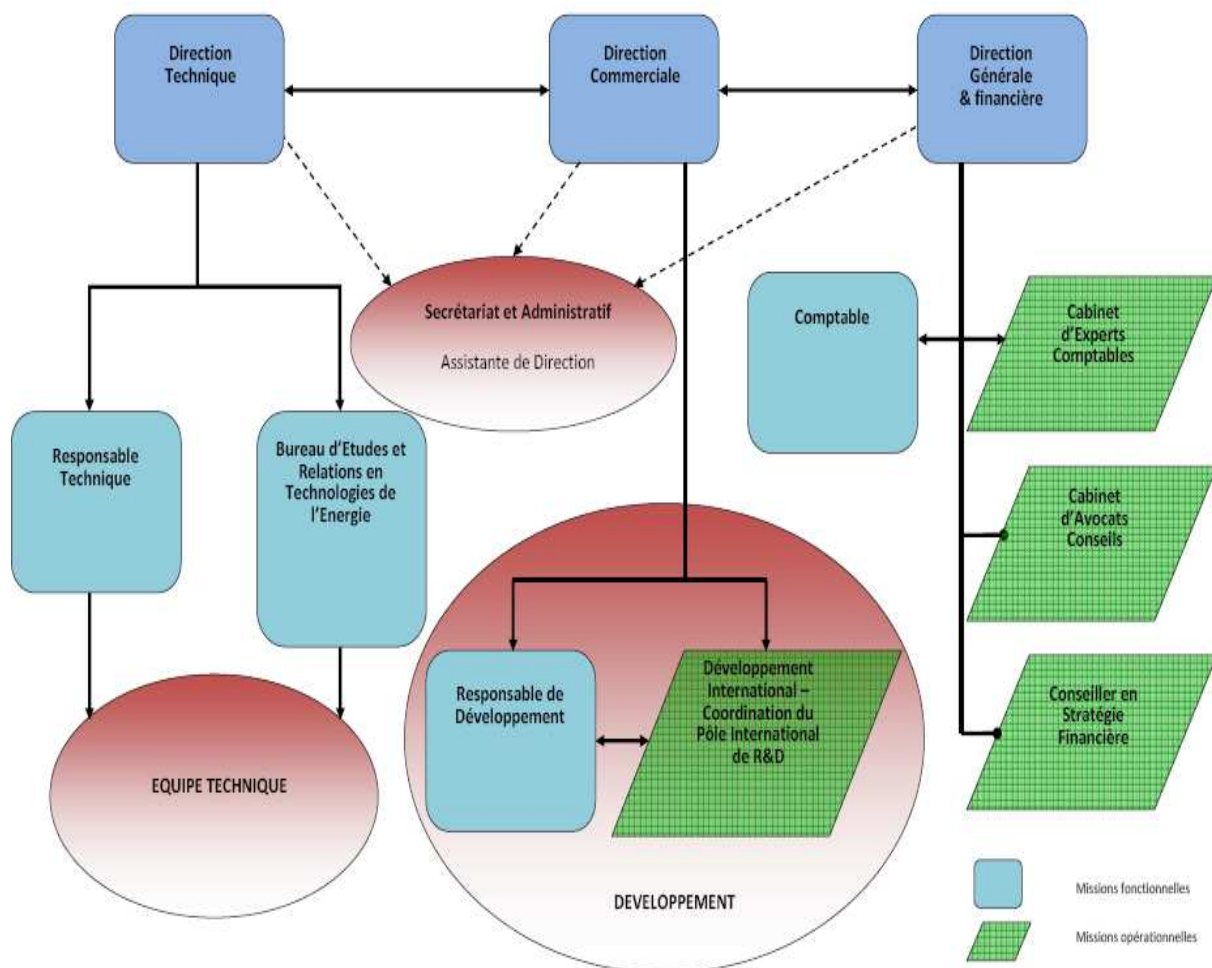 Direction
Technique
Direction
Commerciale
Direction
Générale
& financière
Secrétariat et Administratif
Assistante de Direction
Comptable
Cabinet
d’Experts
Comptables
Responsable
Technique
Bureau d’Etudes et
Relations en
Technologies de
l’Energie
Cabinet
d’Avocats
Conseils
Responsable de
Développement
Développement
International –
Coordination du
Pôle International
de R&D
Conseiller en
Stratégie
Financière
EQUIPE TECHNIQUE
DEVELOPPEMENT
Missions fonctionnelles
Missions opérationnelles